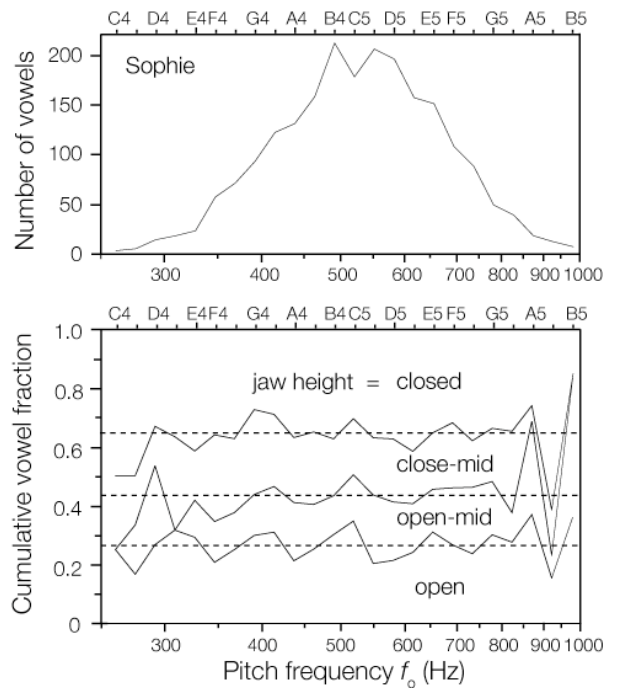 C4 D4 E4 F4 G4 A4 B4 C5 D5 E5 F5 G5 A5 B5
200
Sophie
150
100
50
0
Number of vowels
300 400 500 600 700 800 900 1000
C4 D4 E4 F4 G4 A4 B4 C5 D5 E5 F5 G5 A5 B5
1.0
0.8
jaw height = closed
0.6
close-mid
0.4
open-mid
0.2
open
0
Cumulative vowel fraction
300 400 500 600 700 800 900 1000
Pitch frequency fo (Hz)